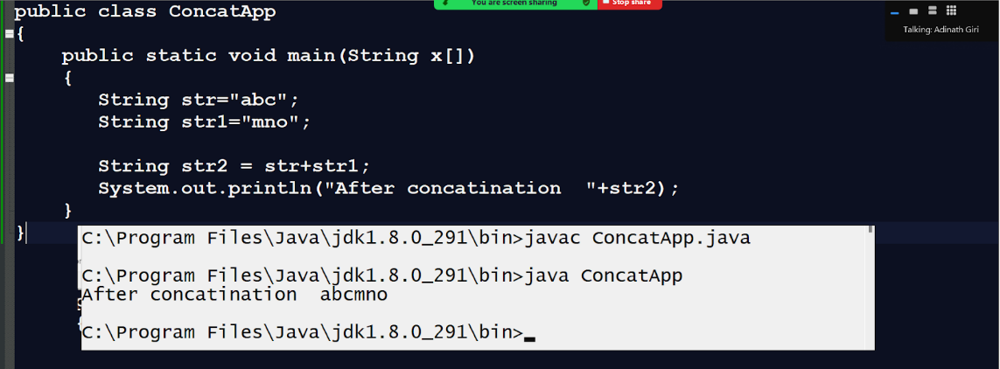 You are screen sharing Stop share
Talking: Adinath Giri
public class ConcatApp
{
public static void main(String x[])
{
String str="abc";
String str1="mno";
String str2 = str+str1;
System.out.println("After concatination  "+str2);
}
}
C:\Program Files\Java\jdk1.8.0_291\bin>javac ConcatApp.java
C:\Program Files\Java\jdk1.8.0_291\bin>java ConcatApp
After concatination  abcmno
C:\Program Files\Java\jdk1.8.0_291\bin>_